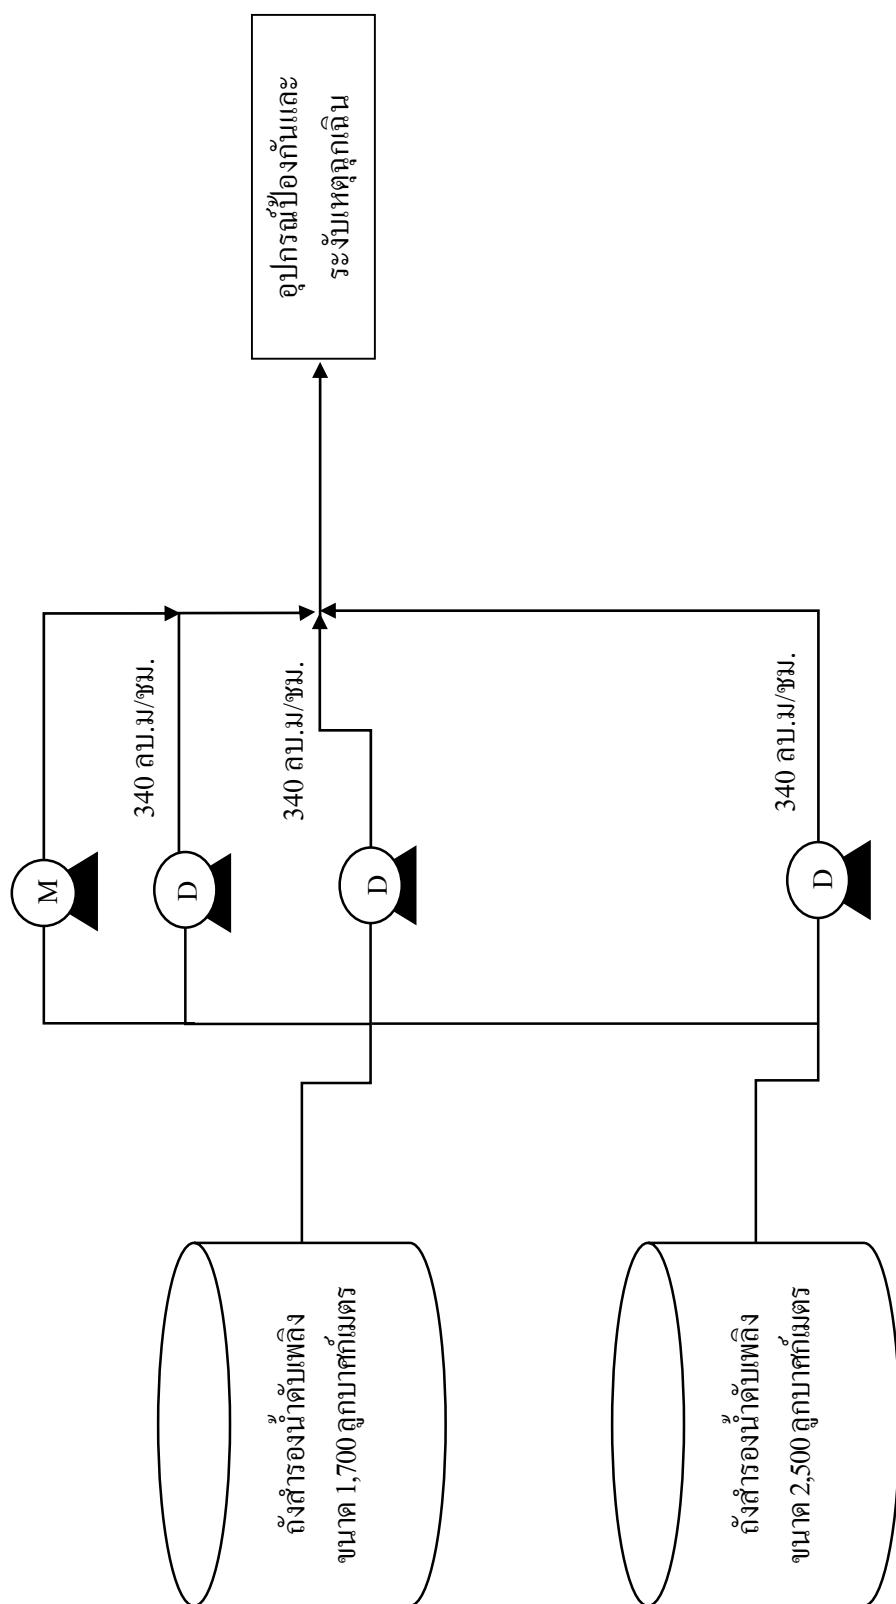 ถังสำรองน้ำดับเพลิง
ขนาด 1,700 ลูกบาศก์เมตร
ถังสำรองน้ำดับเพลิง
ขนาด 2,500 ลูกบาศก์เมตร
M
D
340 ลบ.ม/ชม.
D
340 ลบ.ม/ชม.
D
340 ลบ.ม/ชม.
อุปกรณ์ป้องกันและ
ระงับเหตุฉุกเฉิน